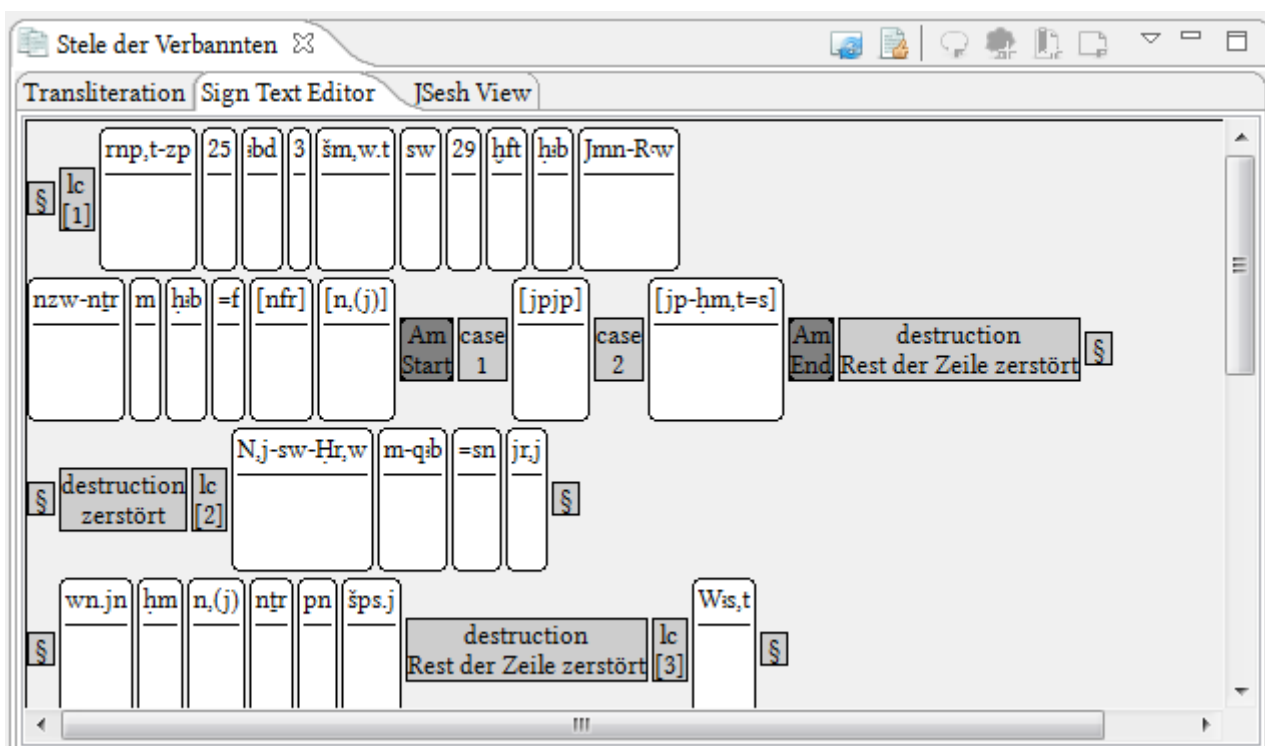 Stele der Verbannten
Transliteration Sign Text Editor JSesh View
§ lc [1] rnp,t-zp 25 ꜣbd 3 šm,w.t sw 29 ḫft ḥꜣb Jmn-Rꜥw
nzw-nṯr m ḥꜣb =f [nfr] [n,(j)] Am Start case 1 [jpjp] case 2 [jp-ḥm,t=s] Am End destruction Rest der Zeile zerstört §
§ destruction zerstört lc [2] N,j-sw-Ḥr,w m-qꜣb =sn jr,j §
§ wn.jn ḥm n,(j) nṯr pn šps.j destruction Rest der Zeile zerstört lc [3] Wꜣs,t §